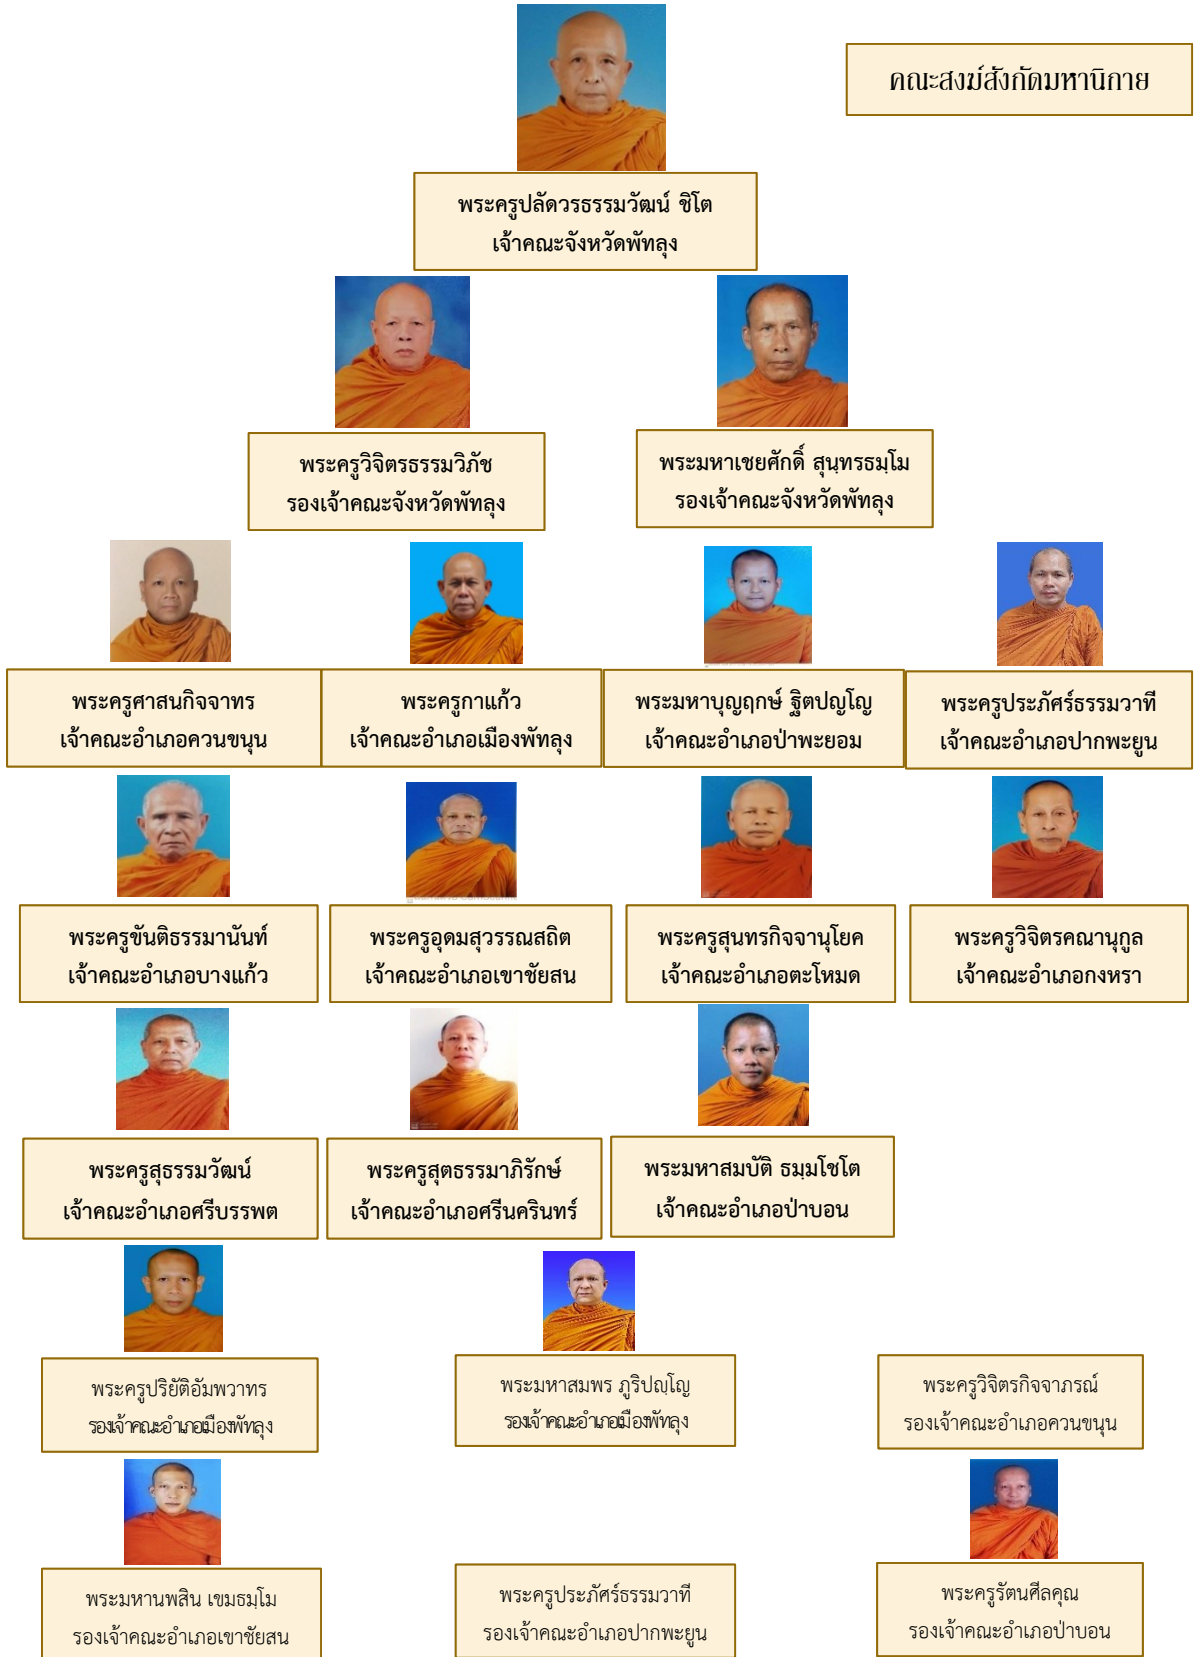 คณะสงฆ์สังกัดมหานิกาย
พระครูปลัดวรธรรมวัฒน์ ชิโต
เจ้าคณะจังหวัดพัทลุง
พระครูวิจิตรธรรมวิภัช
รองเจ้าคณะจังหวัดพัทลุง
พระมหาเชยศักดิ์ สุนฺทรธมฺโม
รองเจ้าคณะจังหวัดพัทลุง
พระครูศาสนกิจจาทร
เจ้าคณะอำเภอควนขนุน
พระครูกาแก้ว
เจ้าคณะอำเภอเมืองพัทลุง
พระมหาบุญฤกษ์ ฐิตปญฺโญ
เจ้าคณะอำเภอป่าพะยอม
พระครูประภัศร์ธรรมวาที
เจ้าคณะอำเภอปากพะยูน
พระครูขันติธรรมานันท์
เจ้าคณะอำเภอบางแก้ว
พระครูอุดมสุวรรณสถิต
เจ้าคณะอำเภอเขาชัยสน
พระครูสุนทรกิจจานุโยค
เจ้าคณะอำเภอตะโหมด
พระครูวิจิตรคณานุกูล
เจ้าคณะอำเภอกงหรา
พระครูสุธรรมวัฒน์
เจ้าคณะอำเภอศรีบรรพต
พระครูสุตธรรมาภิรักษ์
เจ้าคณะอำเภอศรีนครินทร์
พระมหาสมบัติ ธมฺมโชโต
เจ้าคณะอำเภอป่าบอน
พระครูปริยัติอัมพวาทร
รองเจ้าคณะอำเภอเมืองพัทลุง
พระมหาสมพร ภูริปญฺโญ
รองเจ้าคณะอำเภอเมืองพัทลุง
พระครูวิจิตรกิจจาภรณ์
รองเจ้าคณะอำเภอควนขนุน
พระมหานพสิน เขมธมฺโม
รองเจ้าคณะอำเภอเขาชัยสน
พระครูประภัศร์ธรรมวาที
รองเจ้าคณะอำเภอปากพะยูน
พระครูรัตนศีลคุณ
รองเจ้าคณะอำเภอป่าบอน